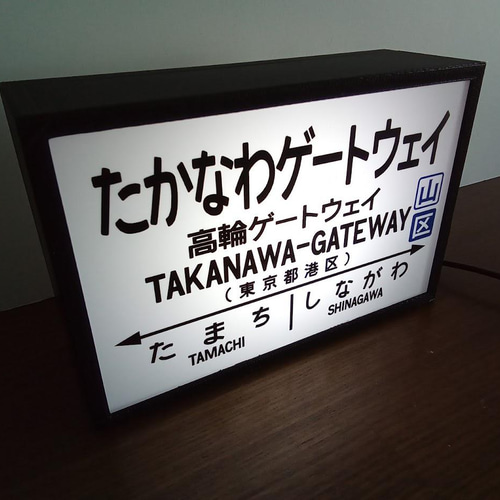 たかなわゲートウェイ
高輪ゲートウェイ
山区
TAKANAWA-GATEWAY
(東京都港区)
たまち
しながわ
TAMACHI
SHINAGAWA